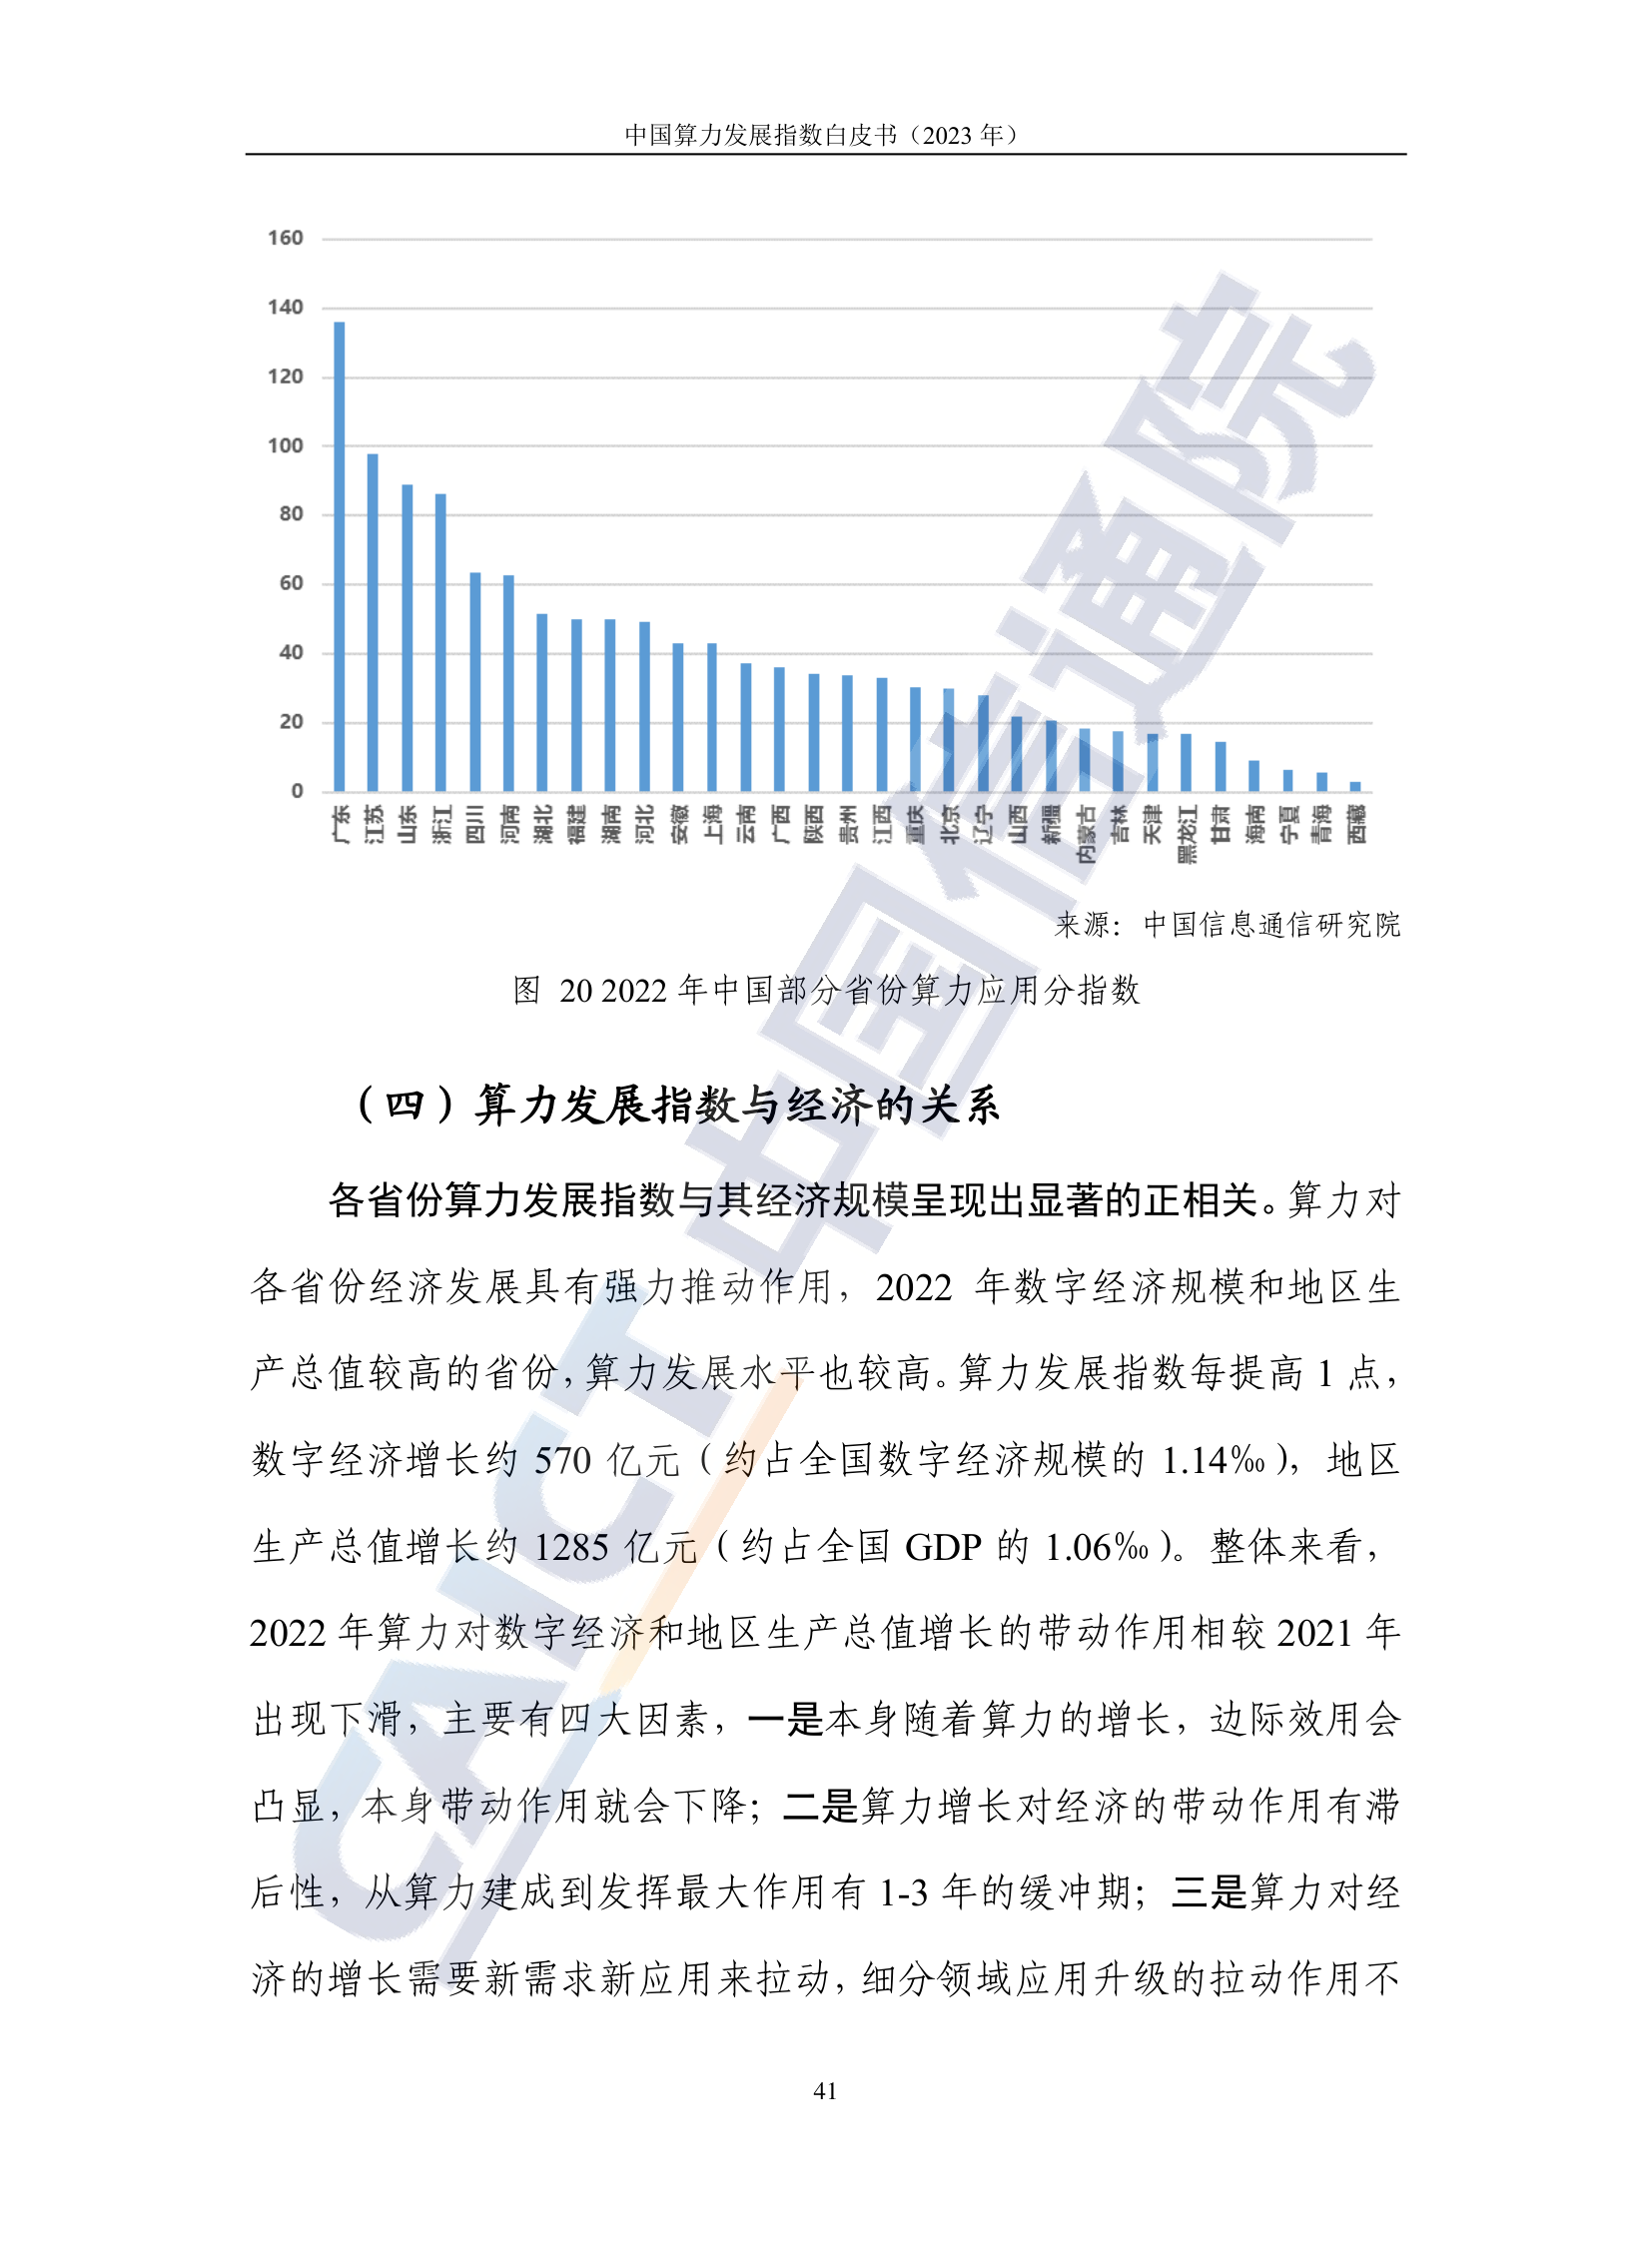 中国算力发展指数白皮书（2023 年）
160
140
120
100
80
60
40
20
0
广东 江苏 山东 浙江 四川 河南 湖北 福建 湖南 河北 安徽 上海 云南 广西 陕西 贵州 江西 重庆 北京 辽宁 山西 新疆 内蒙古 吉林 天津 黑龙江 甘肃 海南 宁夏 青海 西藏
来源：中国信息通信研究院
图 20 2022 年中国部分省份算力应用分指数
（四）算力发展指数与经济的关系
各省份算力发展指数与其经济规模呈现出显著的正相关。算力对
各省份经济发展具有强力推动作用，2022 年数字经济规模和地区生
产总值较高的省份，算力发展水平也较高。算力发展指数每提高 1 点，
数字经济增长约 570 亿元（约占全国数字经济规模的 1.14‰），地区
生产总值增长约 1285 亿元（约占全国 GDP 的 1.06‰）。整体来看，
2022 年算力对数字经济和地区生产总值增长的带动作用相较 2021 年
出现下滑，主要有四大因素，一是本身随着算力的增长，边际效用会
凸显，本身带动作用就会下降；二是算力增长对经济的带动作用有滞
后性，从算力建成到发挥最大作用有 1-3 年的缓冲期；三是算力对经
济的增长需要新需求新应用来拉动，细分领域应用升级的拉动作用不
41
CAICT 中国信通院